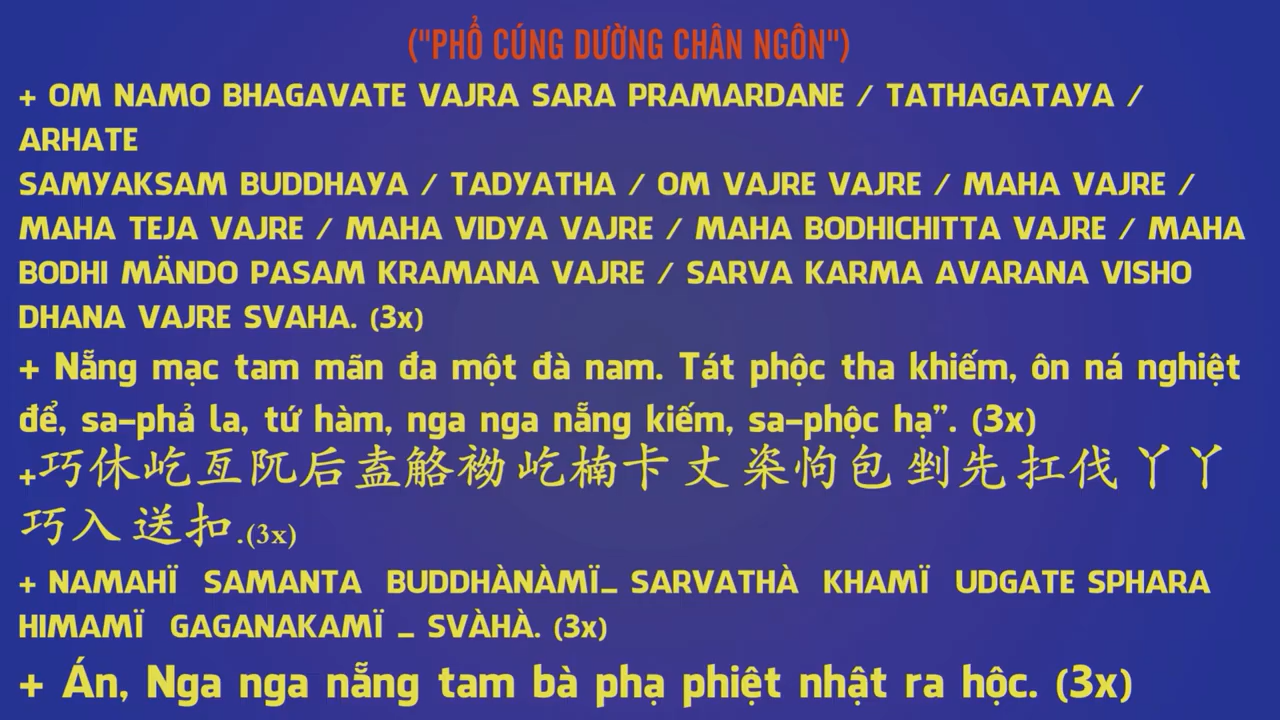 ("PHỔ CÚNG DƯỜNG CHÂN NGÔN")
+ OM NAMO BHAGAVATE VAJRA SARA PRAMARDANE / TATHAGATAYA /
ARHATE
SAMYAKSAM BUDDHAYA / TADYATHA / OM VAJRE VAJRE / MAHA VAJRE /
MAHA TEJA VAJRE / MAHA VIDYA VAJRE / MAHA BODHICHITTA VAJRE / MAHA
BODHI MÄNDO PASAM KRAMANA VAJRE / SARVA KARMA AVARANA VISHO
DHANA VAJRE SVAHA. (3x)
+ Nẵng mạc tam mãn đa một đà nam. Tát phộc tha khiếm, ôn ná nghiệt
để, sa-phả la, tứ hàm, nga nga nẵng kiếm, sa-phộc hạ”. (3x)
+巧休屹亙阢后盍觡袎屹楠卡丈楶怐包剉先扛伐丫丫
巧入送扣.(3x)
+ NAMAHÏ SAMANTA BUDDHÀNÀMÏ_ SARVATHÀ KHAMÏ UDGATE SPHARA
HIMAMÏ GAGANAKAMÏ _ SVÀHÀ. (3x)
+ Án, Nga nga nẵng tam bà phạ phiệt nhật ra hộc. (3x)